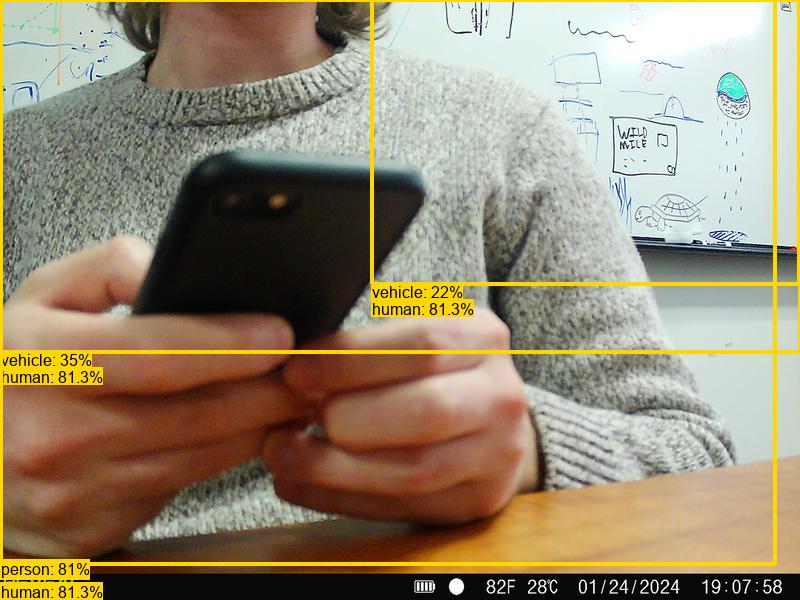 WILD
MILE
vehicle: 22%
human: 81.3%
vehicle: 35%
human: 81.3%
person: 81%
human: 81.3%
82F 28℃ 01/24/2024 19:07:58